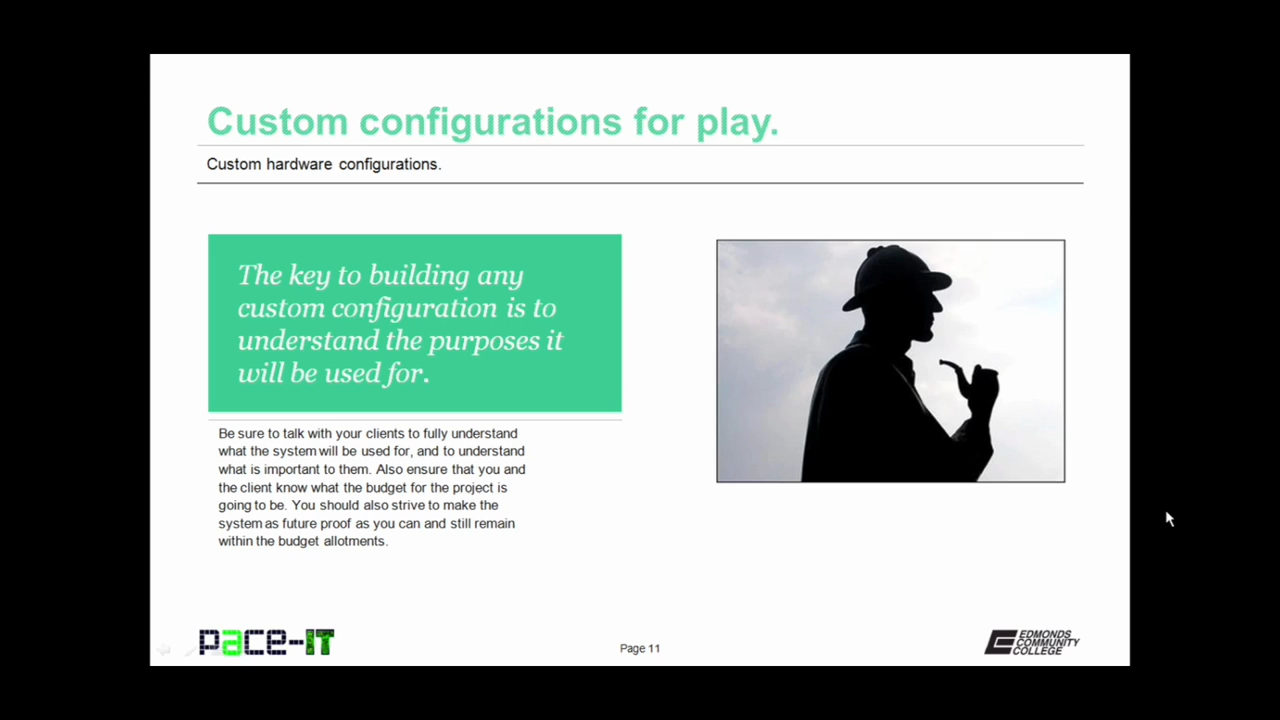 Custom configurations for play.
Custom hardware configurations.
The key to building any
custom configuration is to
understand the purposes it
will be used for.
Be sure to talk with your clients to fully understand
what the system will be used for, and to understand
what is important to them. Also ensure that you and
the client know what the budget for the project is
going to be. You should also strive to make the
system as future proof as you can and still remain
within the budget allotments.
pace-IT
Page 11
EDMONDS
COMMUNITY
COLLEGE